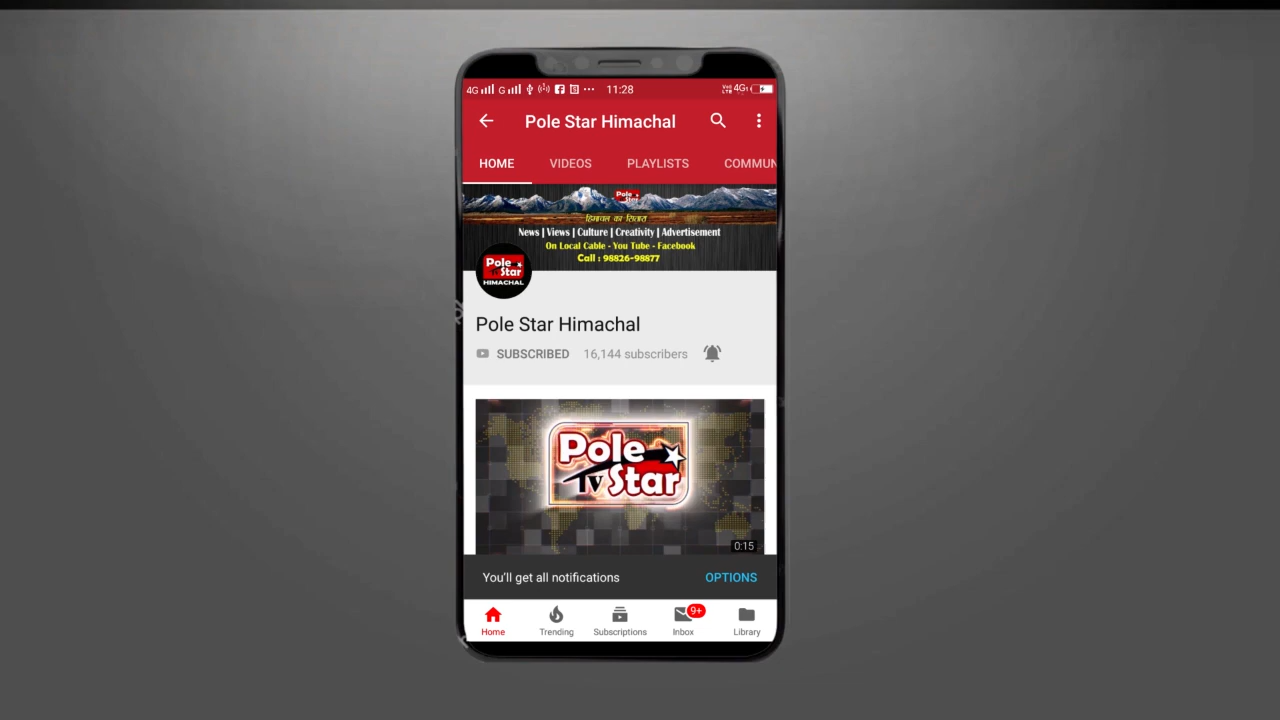 4G G 11:28 4G
Pole Star Himachal
HOME VIDEOS PLAYLISTS COMMUN
Pole Star
हिमाचल का सितारा
News | Views | Culture | Creativity | Advertisement
On Local Cable - You Tube - Facebook
Call : 98826-98877
Pole Star TV
HIMACHAL
Pole Star Himachal
SUBSCRIBED 16,144 subscribers
Pole
TV Star
0:15
You'll get all notifications OPTIONS
9+
Home Trending Subscriptions Inbox Library